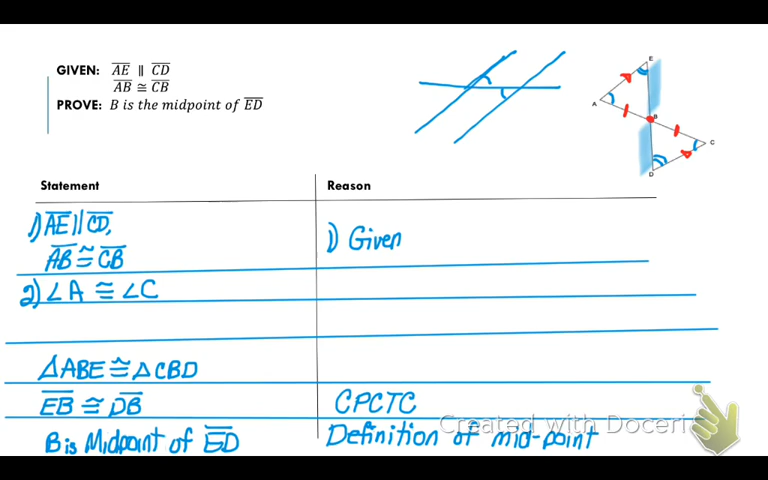 GIVEN: AE ∥ CD
AB ≅ CB
PROVE: B is the midpoint of ED
E
A
B
C
D
Statement Reason
1) AE ∥ CD, 1) Given
AB ≅ CB
2) ∠A ≅ ∠C
△ABE ≅ △CBD
EB ≅ DB CPCTC
Created with Doceri
B is Midpoint of ED Definition of mid-point